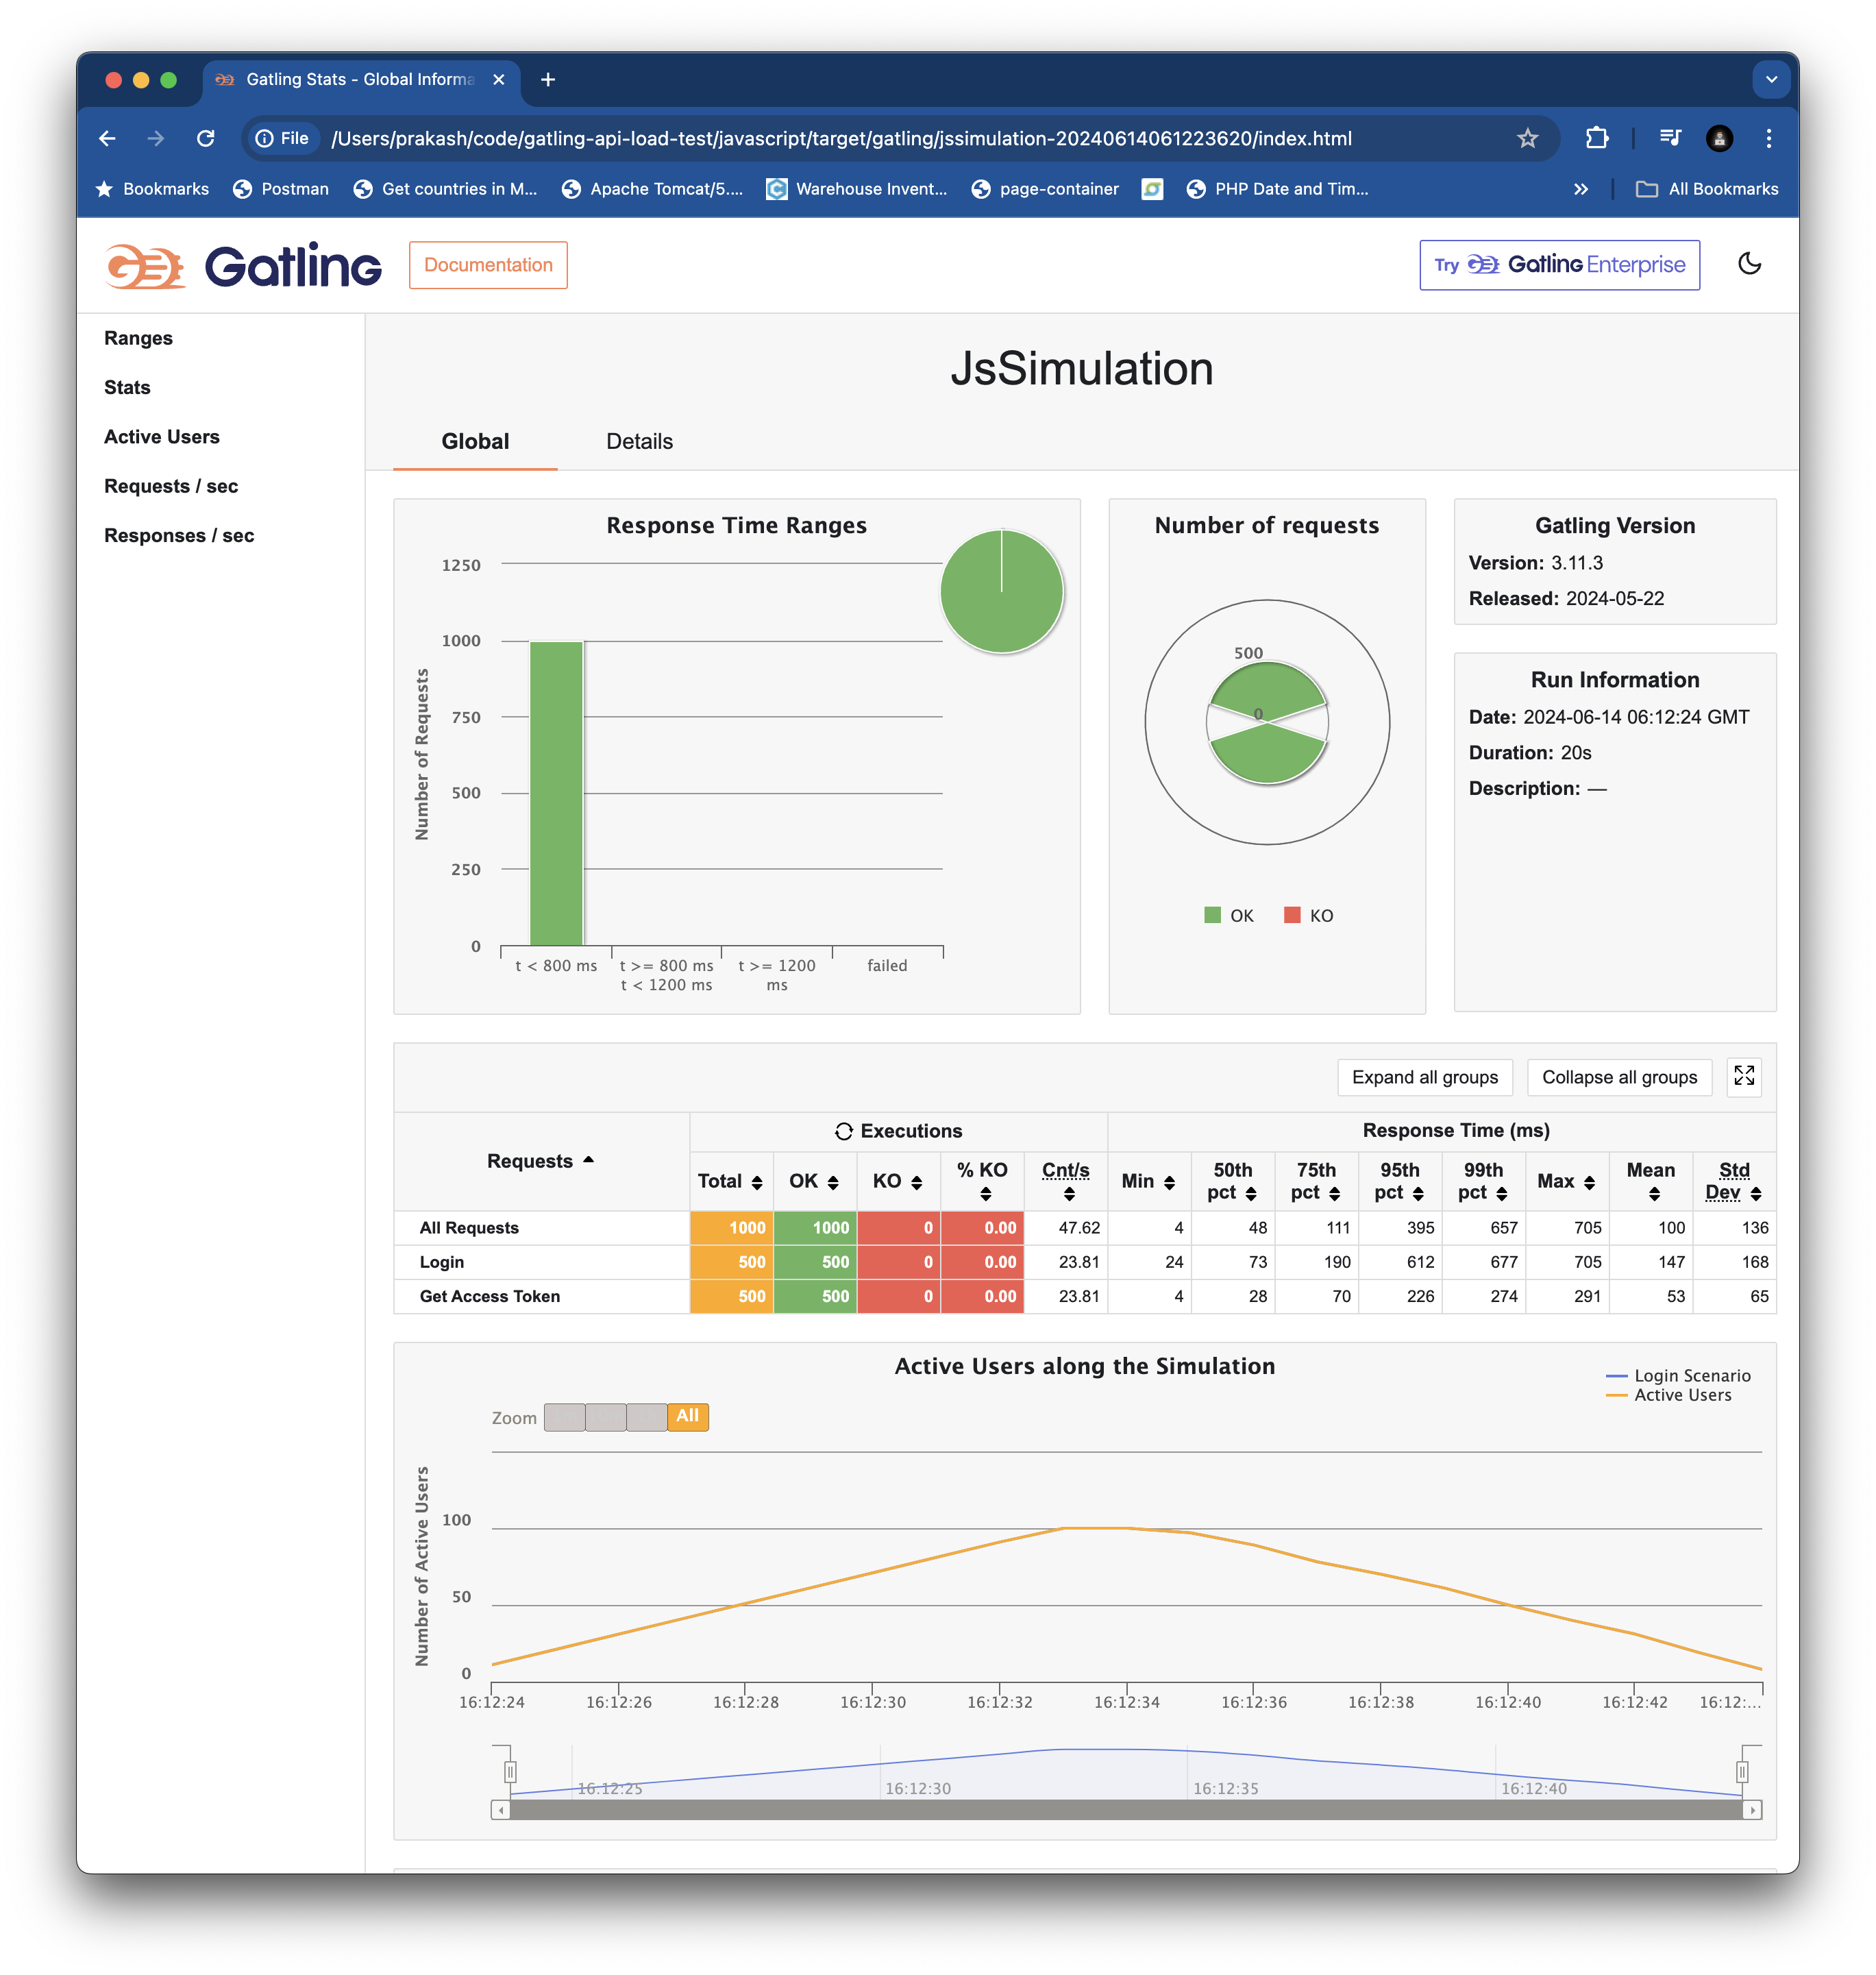 Gatling Stats - Global Informa
File /Users/prakash/code/gatling-api-load-test/javascript/target/gatling/jssimulation-20240614061223620/index.html
Bookmarks Postman Get countries in M... Apache Tomcat/5.... Warehouse Invent... page-container PHP Date and Tim... » All Bookmarks
Gatling Documentation Try Gatling Enterprise
Ranges
Stats
Active Users
Requests / sec
Responses / sec
JsSimulation
Global Details
Response Time Ranges
1250
1000
750
500
250
0
Number of Requests
t < 800 ms
t >= 800 ms
t < 1200 ms
t >= 1200
ms
failed
Number of requests
500
0
OK KO
Gatling Version
Version: 3.11.3
Released: 2024-05-22
Run Information
Date: 2024-06-14 06:12:24 GMT
Duration: 20s
Description: —
Expand all groups Collapse all groups
Requests Executions Response Time (ms)
Total OK KO % KO Cnt/s Min 50th pct 75th pct 95th pct 99th pct Max Mean Std Dev
All Requests 1000 1000 0 0.00 47.62 4 48 111 395 657 705 100 136
Login 500 500 0 0.00 23.81 24 73 190 612 677 705 147 168
Get Access Token 500 500 0 0.00 23.81 4 28 70 226 274 291 53 65
Active Users along the Simulation
Login Scenario
Active Users
Zoom All
Number of Active Users
100
50
0
16:12:24 16:12:26 16:12:28 16:12:30 16:12:32 16:12:34 16:12:36 16:12:38 16:12:40 16:12:42 16:12:...
16:12:25 16:12:30 16:12:35 16:12:40